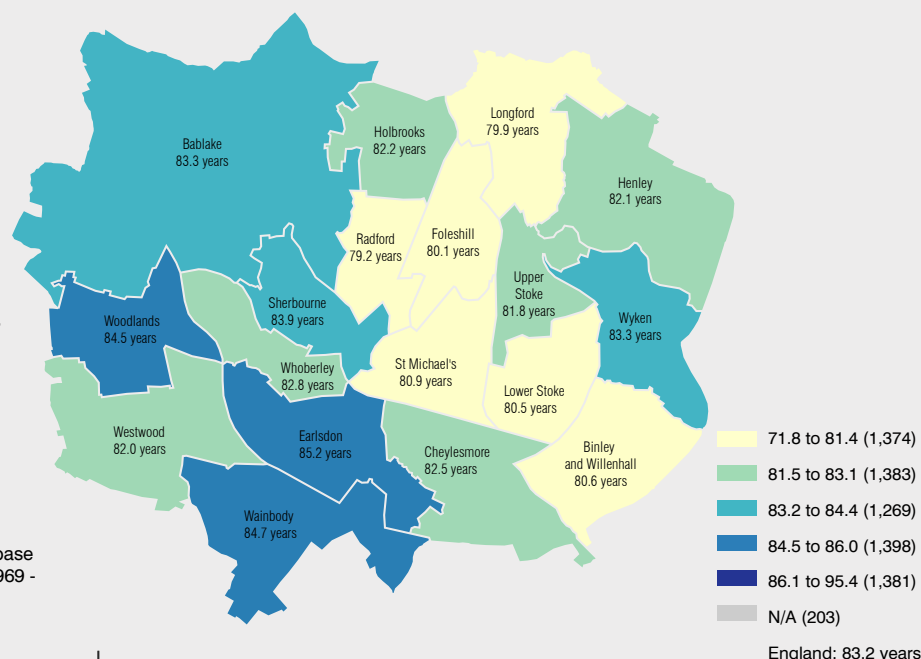 Bablake
83.3 years
Holbrooks
82.2 years
Longford
79.9 years
Henley
82.1 years
Radford
79.2 years
Foleshill
80.1 years
Upper
Stoke
81.8 years
Sherbourne
83.9 years
Wyken
83.3 years
Woodlands
84.5 years
Whoberley
82.8 years
St Michael's
80.9 years
Lower Stoke
80.5 years
Westwood
82.0 years
Earlsdon
85.2 years
Cheylesmore
82.5 years
Binley
and Willenhall
80.6 years
Wainbody
84.7 years
71.8 to 81.4 (1,374)
81.5 to 83.1 (1,383)
83.2 to 84.4 (1,269)
84.5 to 86.0 (1,398)
86.1 to 95.4 (1,381)
N/A (203)
England: 83.2 years
969 -